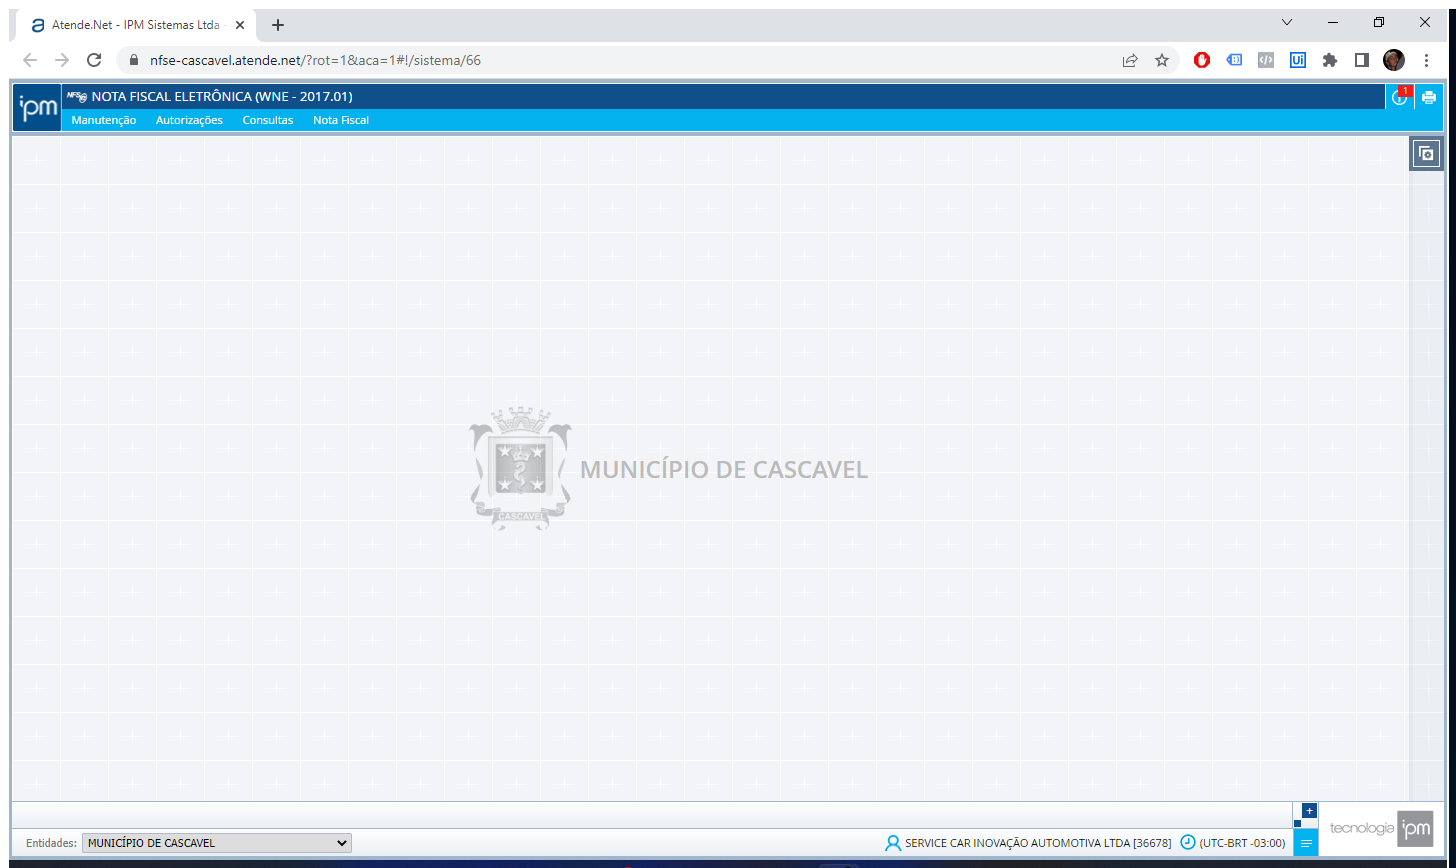 Atende.Net - IPM Sistemas Ltda
nfse-cascavel.atende.net/?rot=1&aca=1#!/sistema/66
ipm
NFS-e NOTA FISCAL ELETRÔNICA (WNE - 2017.01)
1
Manutenção Autorizações Consultas Nota Fiscal
MUNICÍPIO DE CASCAVEL
CASCAVEL
Entidades: MUNICÍPIO DE CASCAVEL
SERVICE CAR INOVAÇÃO AUTOMOTIVA LTDA [36678] (UTC-BRT -03:00)
tecnologia ipm